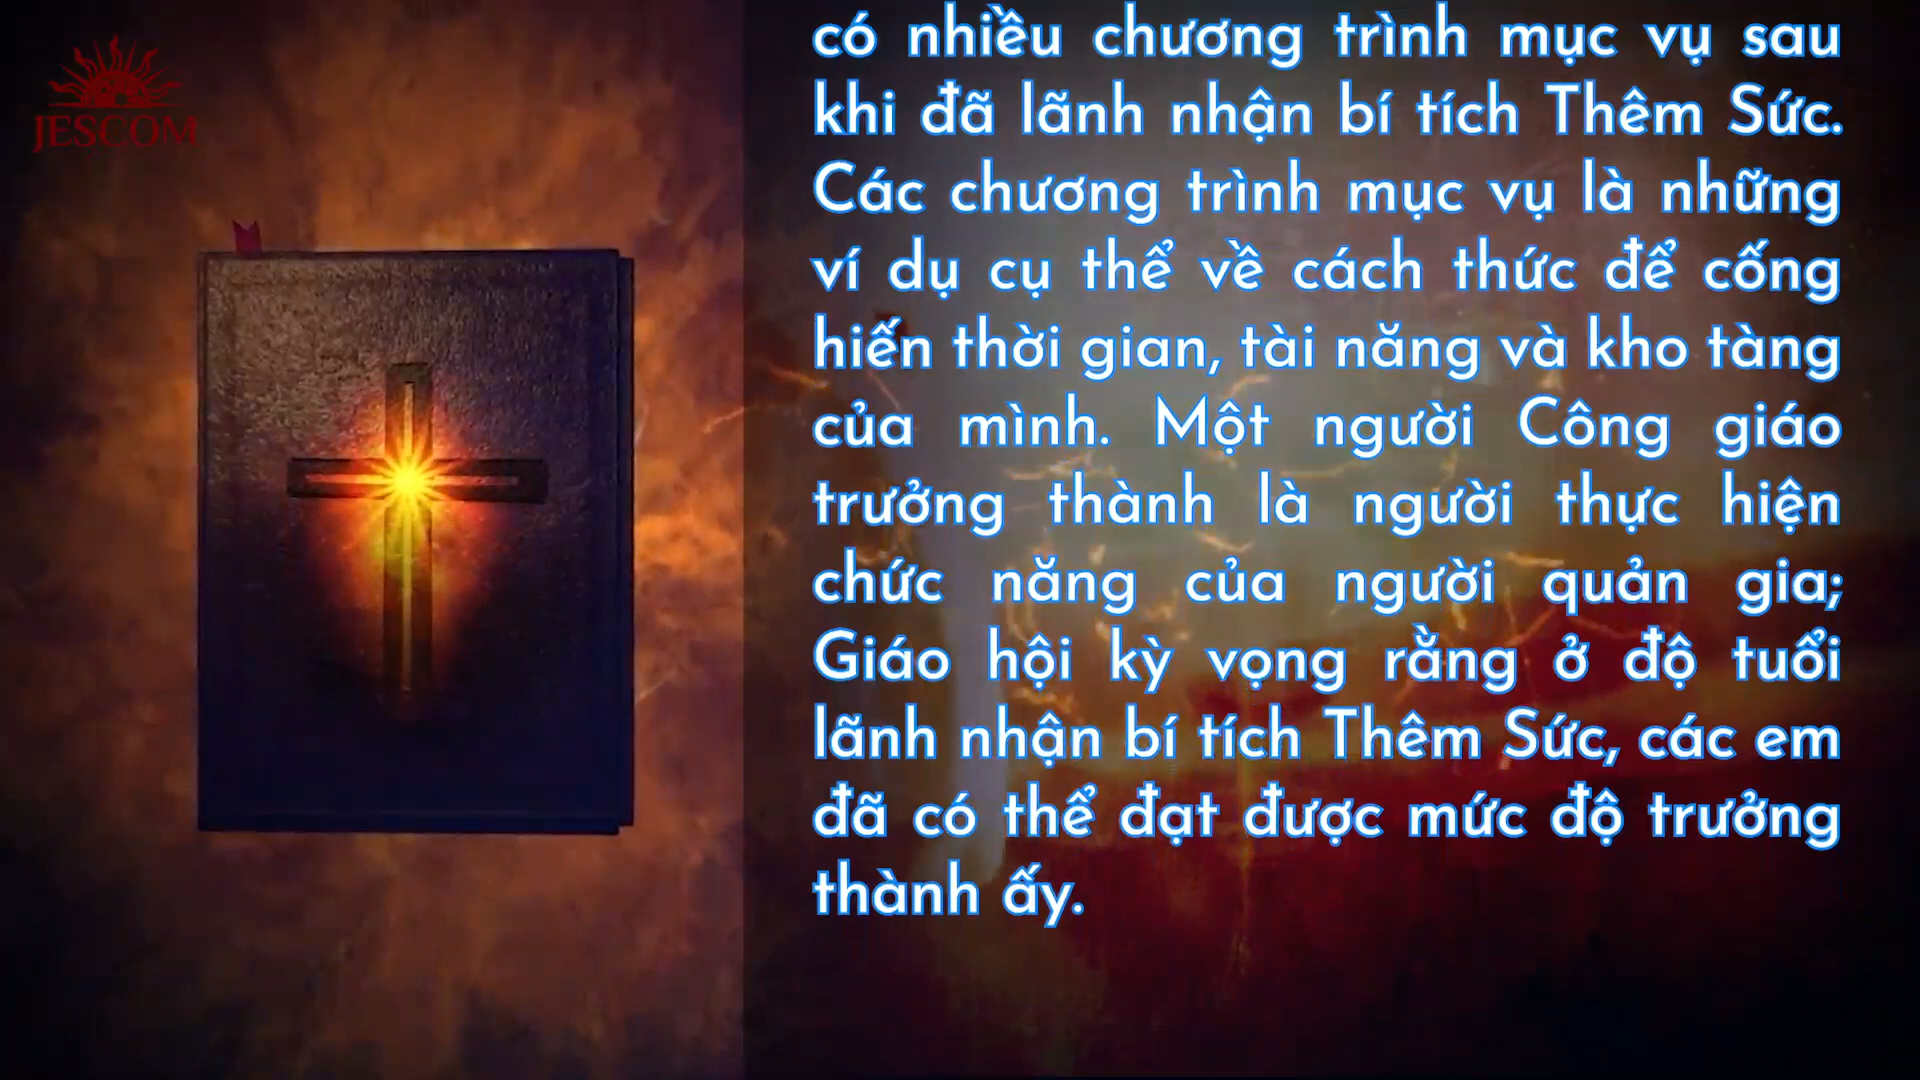 JESCOM
có nhiều chương trình mục vụ sau
khi đã lãnh nhận bí tích Thêm Sức.
Các chương trình mục vụ là những
ví dụ cụ thể về cách thức để cống
hiến thời gian, tài năng và kho tàng
của mình. Một người Công giáo
trưởng thành là người thực hiện
chức năng của người quản gia;
Giáo hội kỳ vọng rằng ở độ tuổi
lãnh nhận bí tích Thêm Sức, các em
đã có thể đạt được mức độ trưởng
thành ấy.